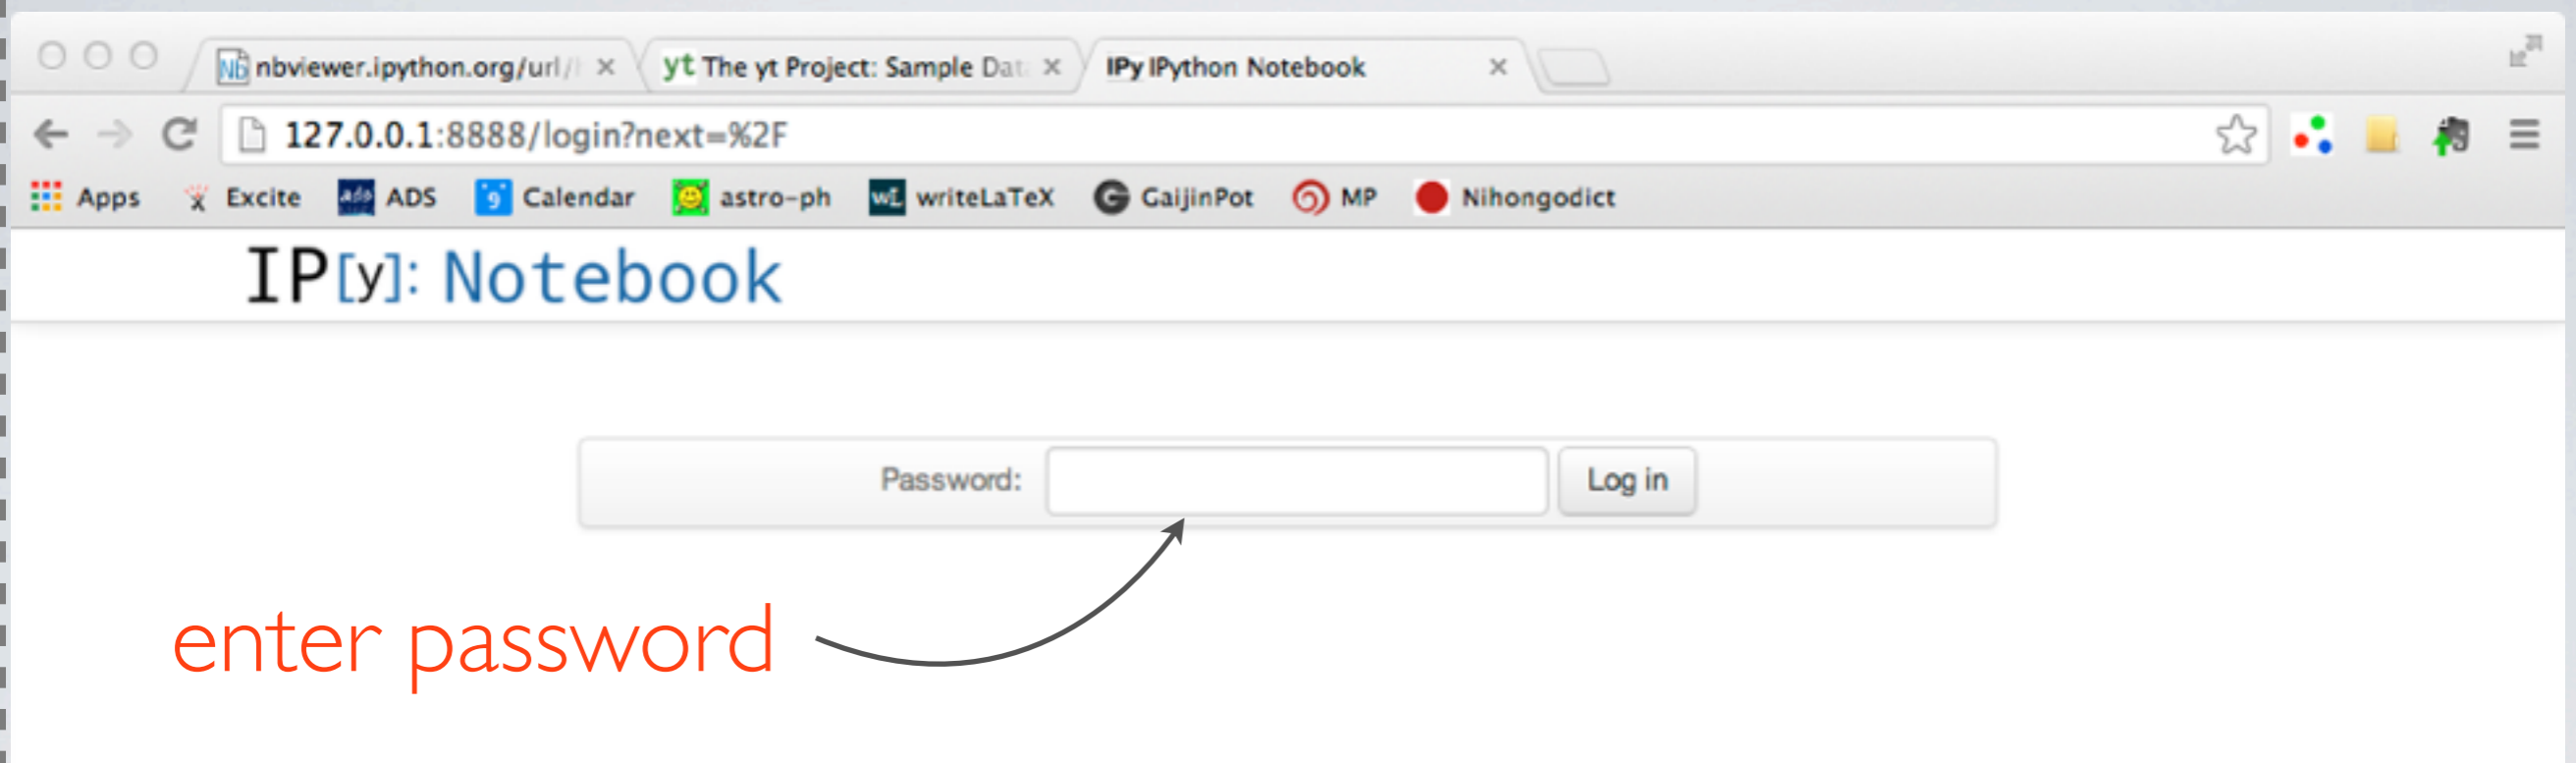 nbviewer.ipython.org/url/
yt The yt Project: Sample Dat
IPy IPython Notebook
127.0.0.1:8888/login?next=%2F
Apps Excite ADS Calendar astro-ph writeLaTeX GaijinPot MP Nihongodict
IP[y]: Notebook
Password: Log in
enter password